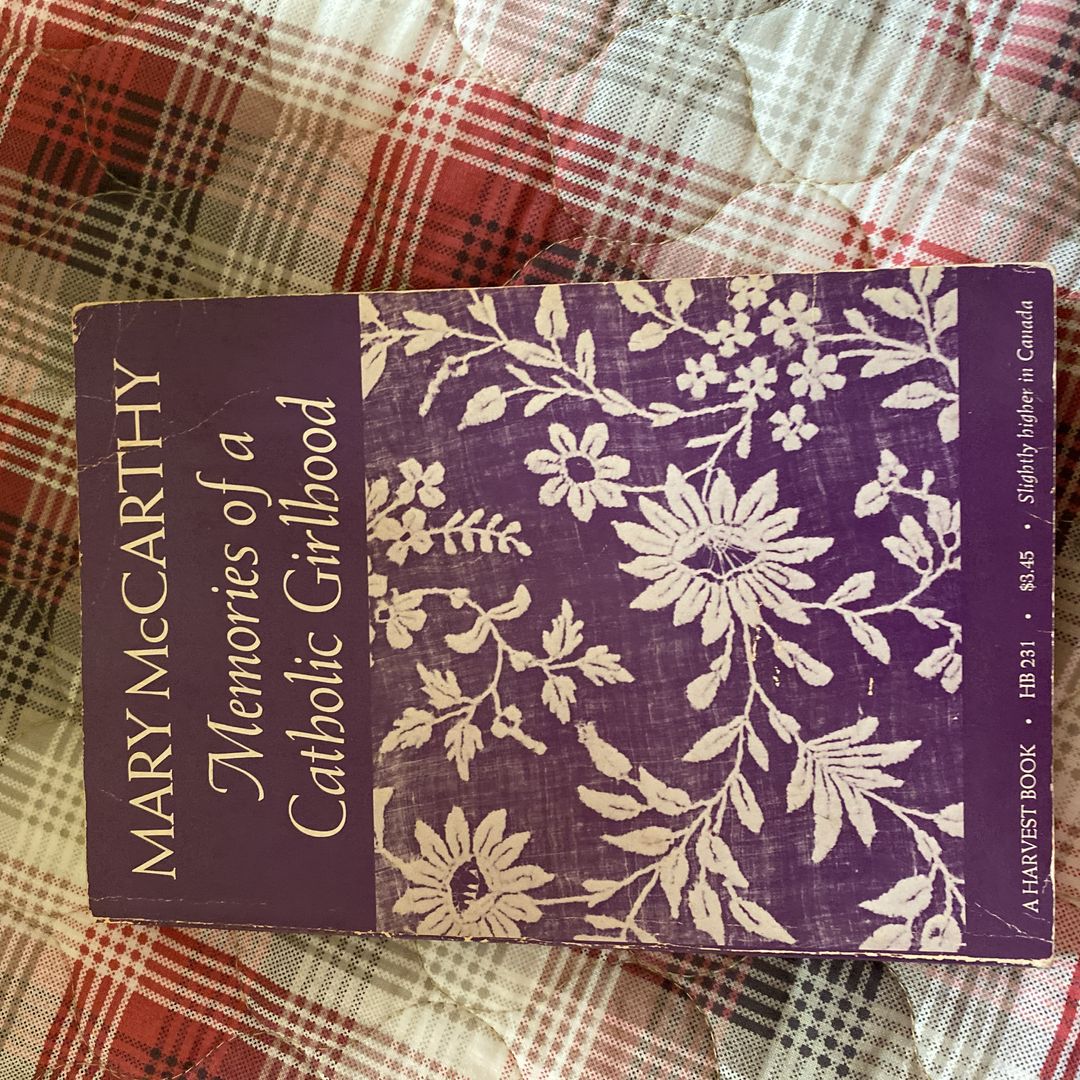 MARY McCARTHY
Memories of a
Catholic Girlhood
A HARVEST BOOK • HB 231 • $3.45 • Slightly higher in Canada